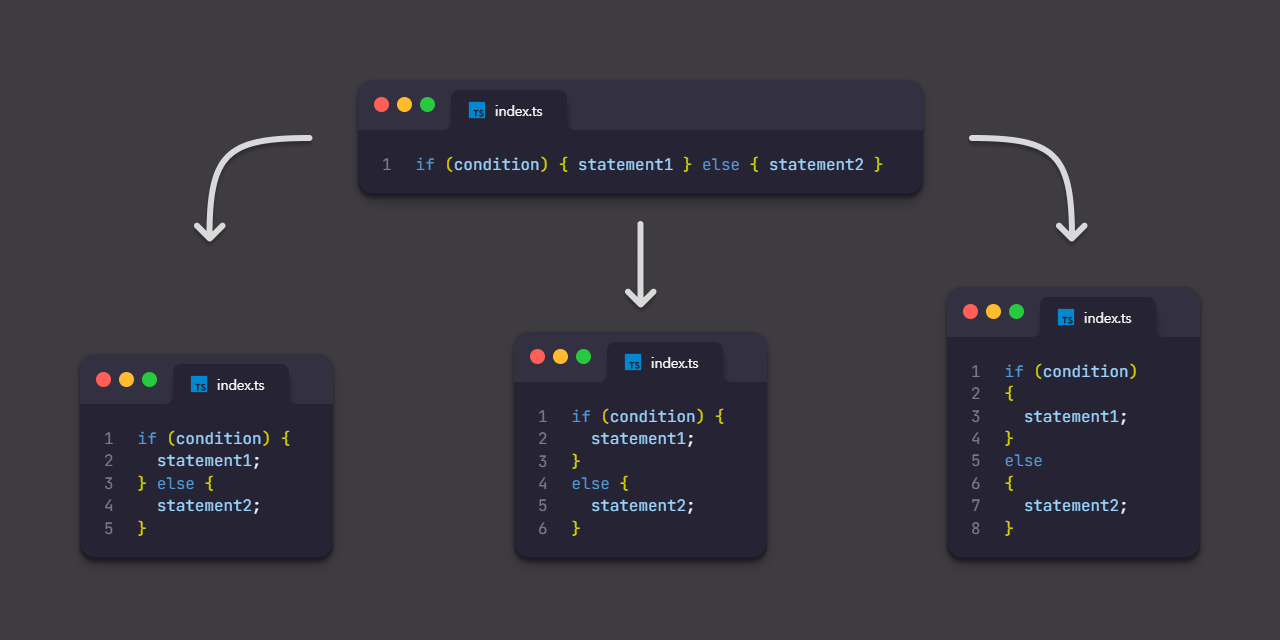 TS index.ts
1 if (condition) { statement1 } else { statement2 }
TS index.ts
1 if (condition) {
2   statement1;
3 } else {
4   statement2;
5 }
TS index.ts
1 if (condition) {
2   statement1;
3 }
4 else {
5   statement2;
6 }
TS index.ts
1 if (condition)
2 {
3   statement1;
4 }
5 else
6 {
7   statement2;
8 }